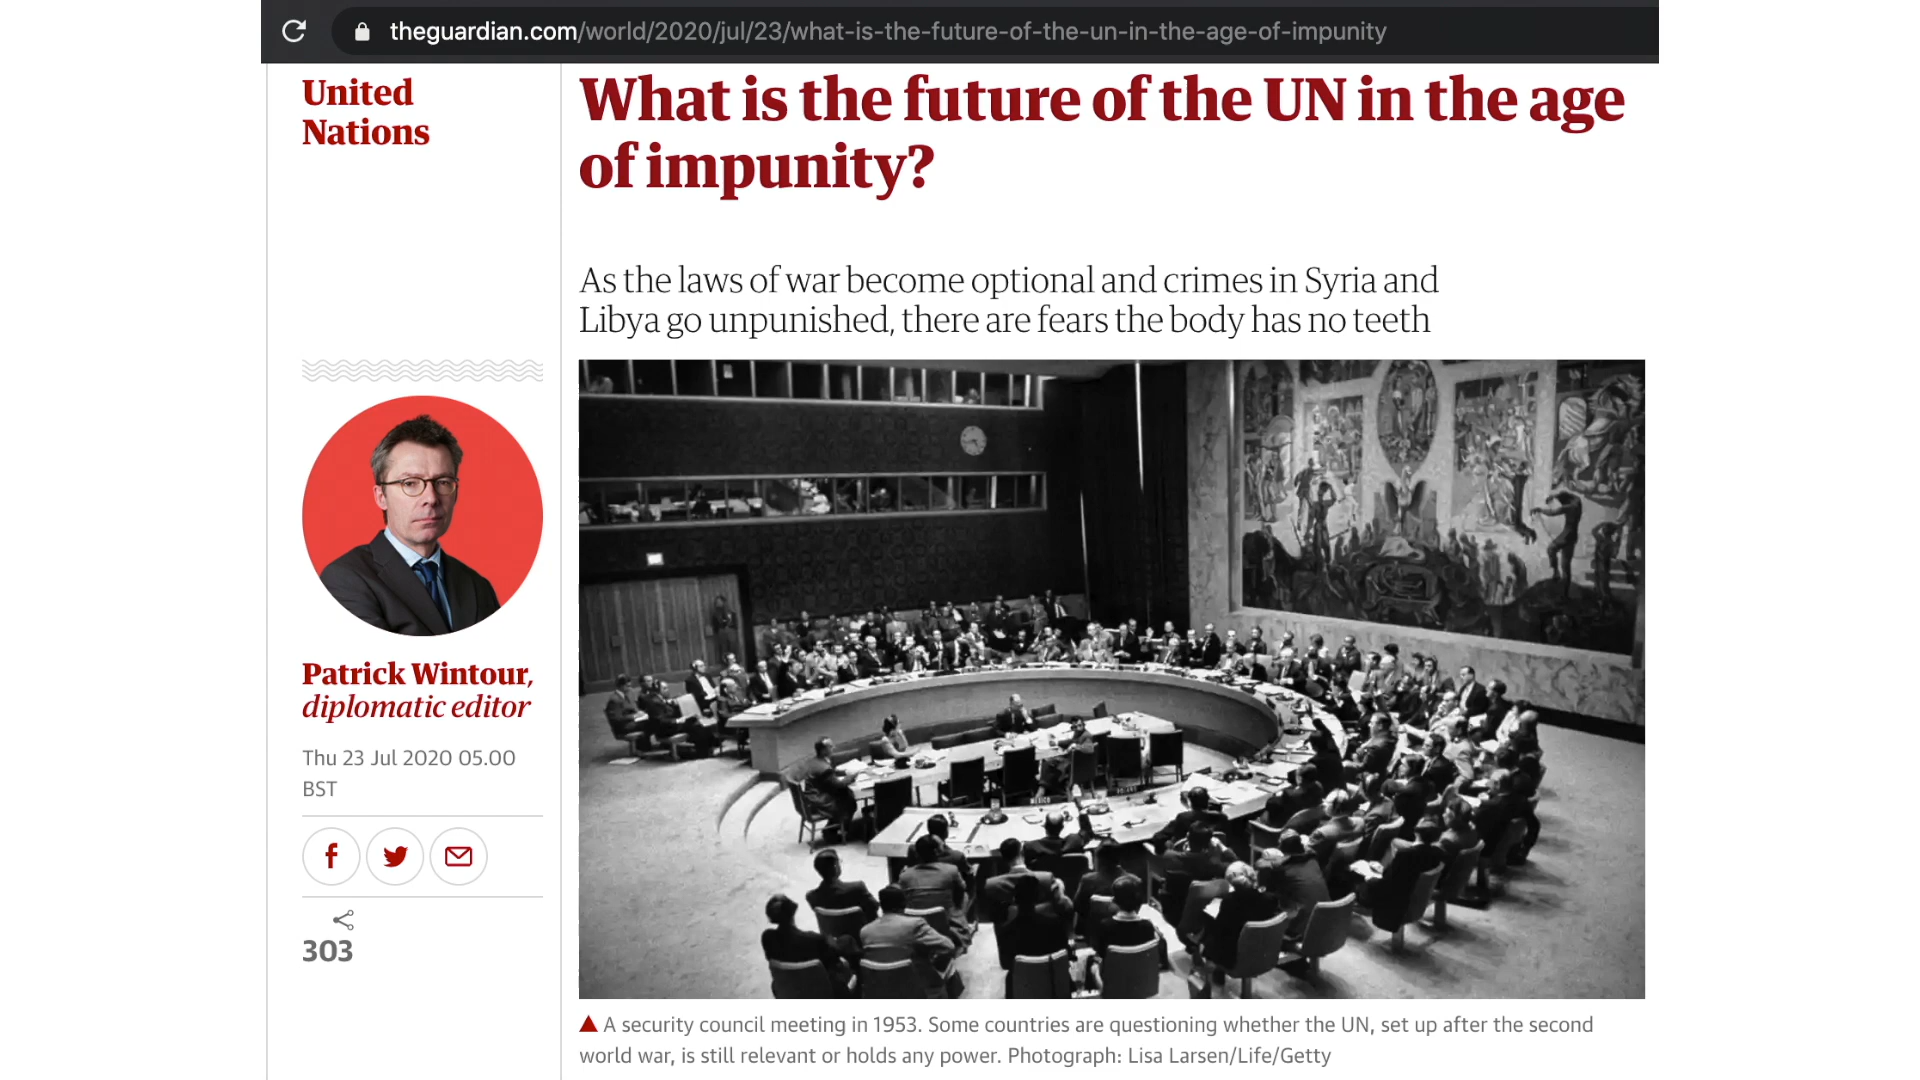 theguardian.com/world/2020/jul/23/what-is-the-future-of-the-un-in-the-age-of-impunity
United
Nations
What is the future of the UN in the age
of impunity?
As the laws of war become optional and crimes in Syria and
Libya go unpunished, there are fears the body has no teeth
Patrick Wintour,
diplomatic editor
Thu 23 Jul 2020 05.00
BST
303
MEXICO
A security council meeting in 1953. Some countries are questioning whether the UN, set up after the second
world war, is still relevant or holds any power. Photograph: Lisa Larsen/Life/Getty